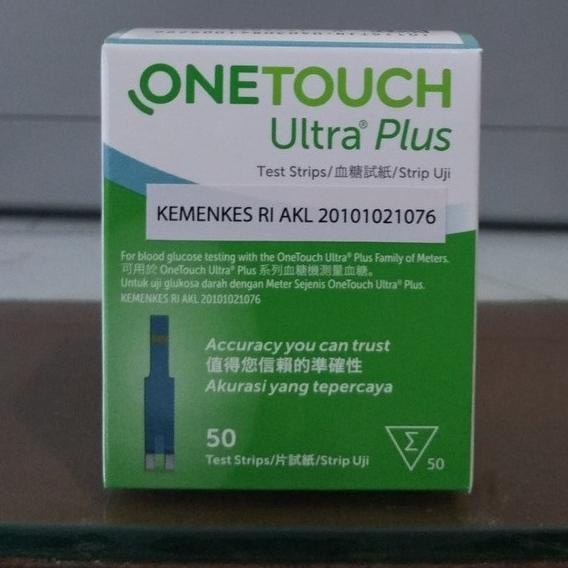 ONETOUCH
Ultra® Plus
Test Strips/血糖試紙/Strip Uji
KEMENKES RI AKL 20101021076
For blood glucose testing with the OneTouch Ultra® Plus Family of Meters.
可用於 OneTouch Ultra® Plus 系列血糖機測量血糖。
Untuk uji glukosa darah dengan Meter Sejenis OneTouch Ultra® Plus.
KEMENKES RI AKL 20101021076
Accuracy you can trust
值得您信賴的準確性
Akurasi yang tepercaya
50
Test Strips/片試紙/Strip Uji
Σ
50